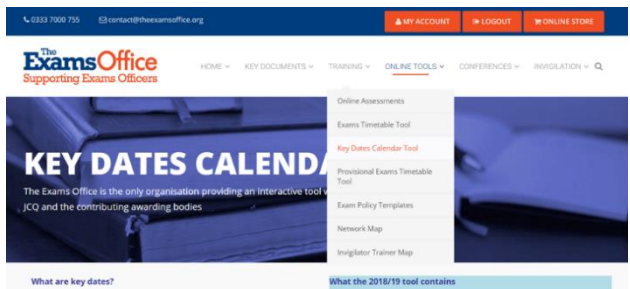 0333 7000 755 contact@theexamsoffice.org MY ACCOUNT LOGOUT ONLINE STORE
The
ExamsOffice
Supporting Exams Officers
HOME KEY DOCUMENTS TRAINING ONLINE TOOLS CONFERENCES INVIGILATION
Online Assessments
Exams Timetable Tool
Key Dates Calendar Tool
Provisional Exams Timetable
Tool
Exam Policy Templates
Network Map
Invigilator Trainer Map
KEY DATES CALENDA
The Exams Office is the only organisation providing an interactive tool
JCQ and the contributing awarding bodies
What are key dates? What the 2018/19 tool contains